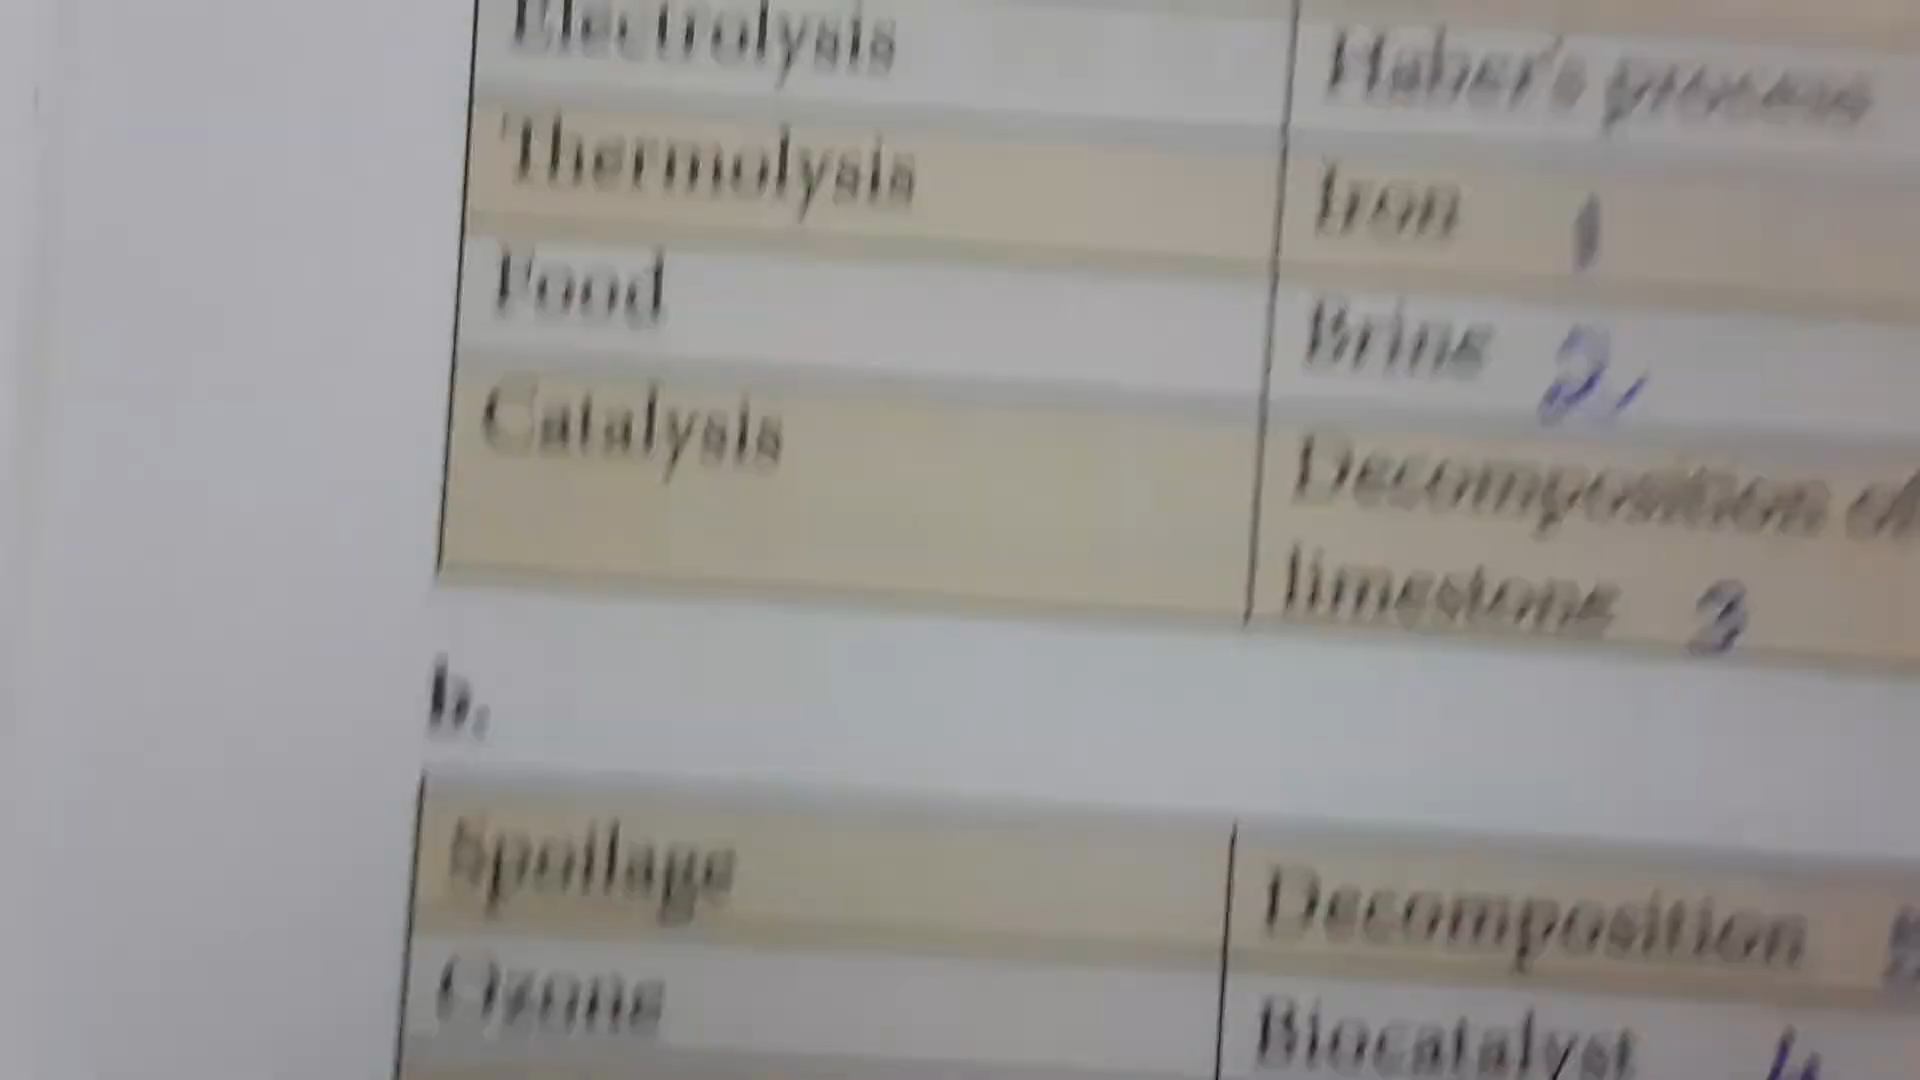 Electrolysis Haber's process
Thermolysis Iron 1
Food Brine 2,
Catalysis Decomposition of
limestone 3
b.
Spoilage Decomposition
Ozone Biocatalyst 4